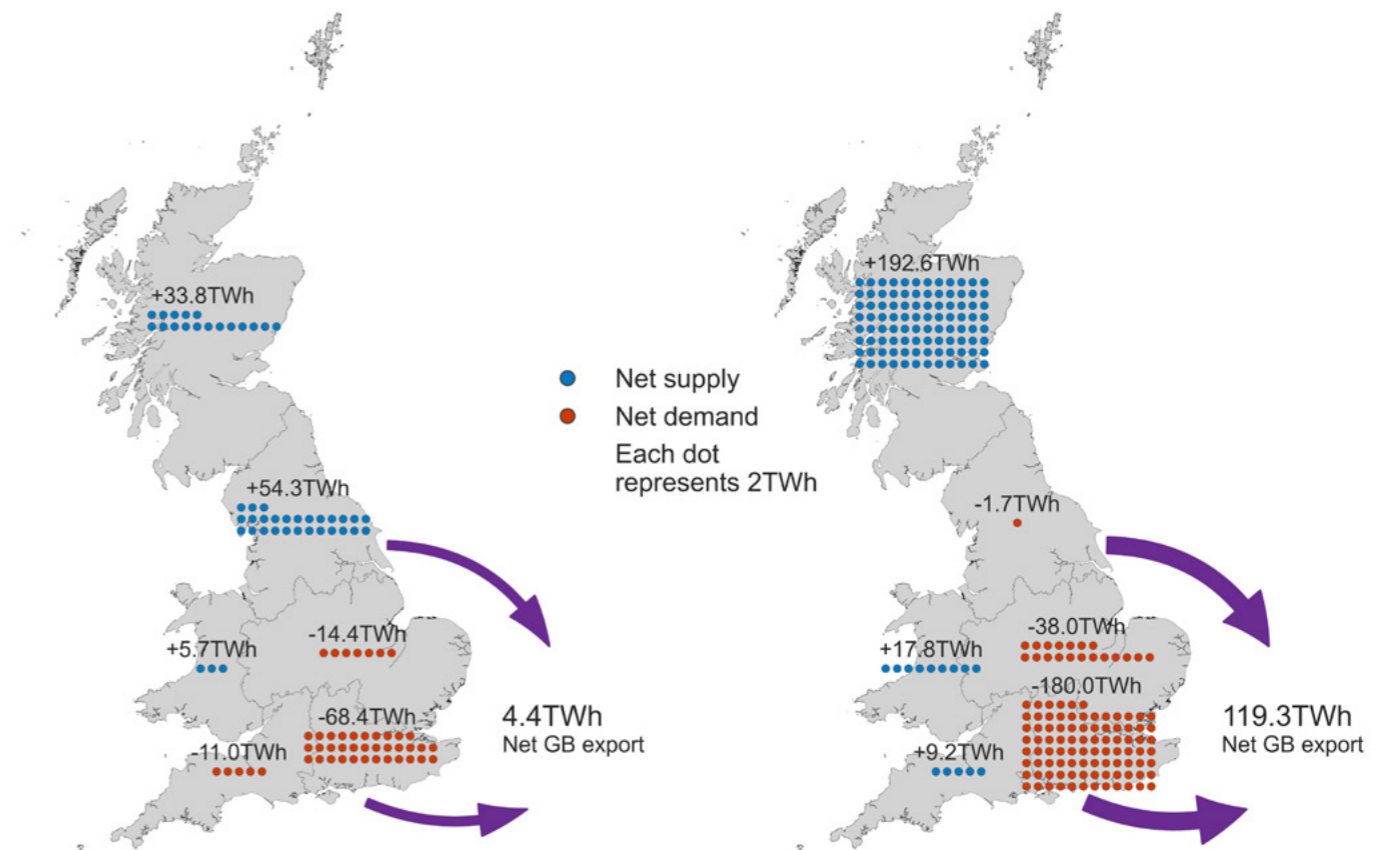 +33.8TWh
+54.3TWh
+5.7TWh
-14.4TWh
-68.4TWh
-11.0TWh
4.4TWh
Net GB export
Net supply
Net demand
Each dot
represents 2TWh
+192.6TWh
-1.7TWh
-38.0TWh
+17.8TWh
-180.0TWh
+9.2TWh
119.3TWh
Net GB export